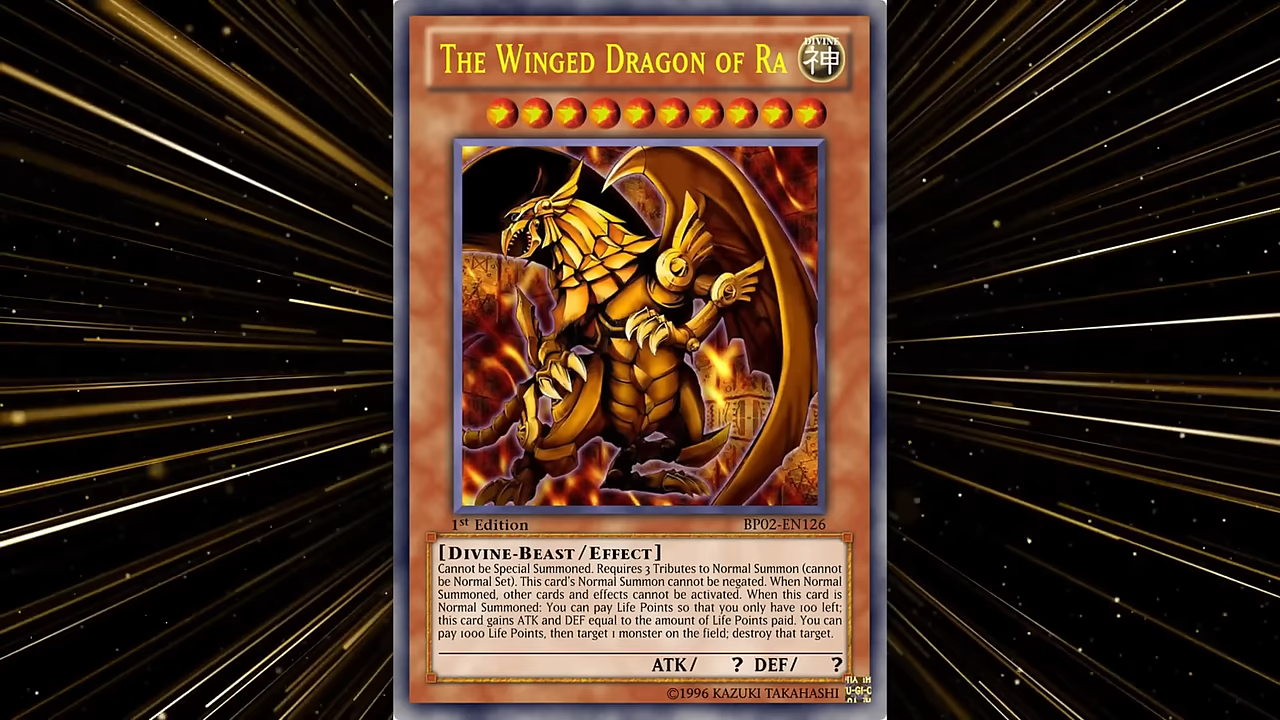 THE WINGED DRAGON OF RA
DIVINE
神
1st Edition
BP02-EN126
[DIVINE-BEAST/EFFECT]
Cannot be Special Summoned. Requires 3 Tributes to Normal Summon (cannot
be Normal Set). This card's Normal Summon cannot be negated. When Normal
Summoned, other cards and effects cannot be activated. When this card is
Normal Summoned: You can pay Life Points so that you only have 100 left;
this card gains ATK and DEF equal to the amount of Life Points paid. You can
pay 1000 Life Points, then target 1 monster on the field; destroy that target.
ATK/ ? DEF/ ?
©1996 KAZUKI TAKAHASHI